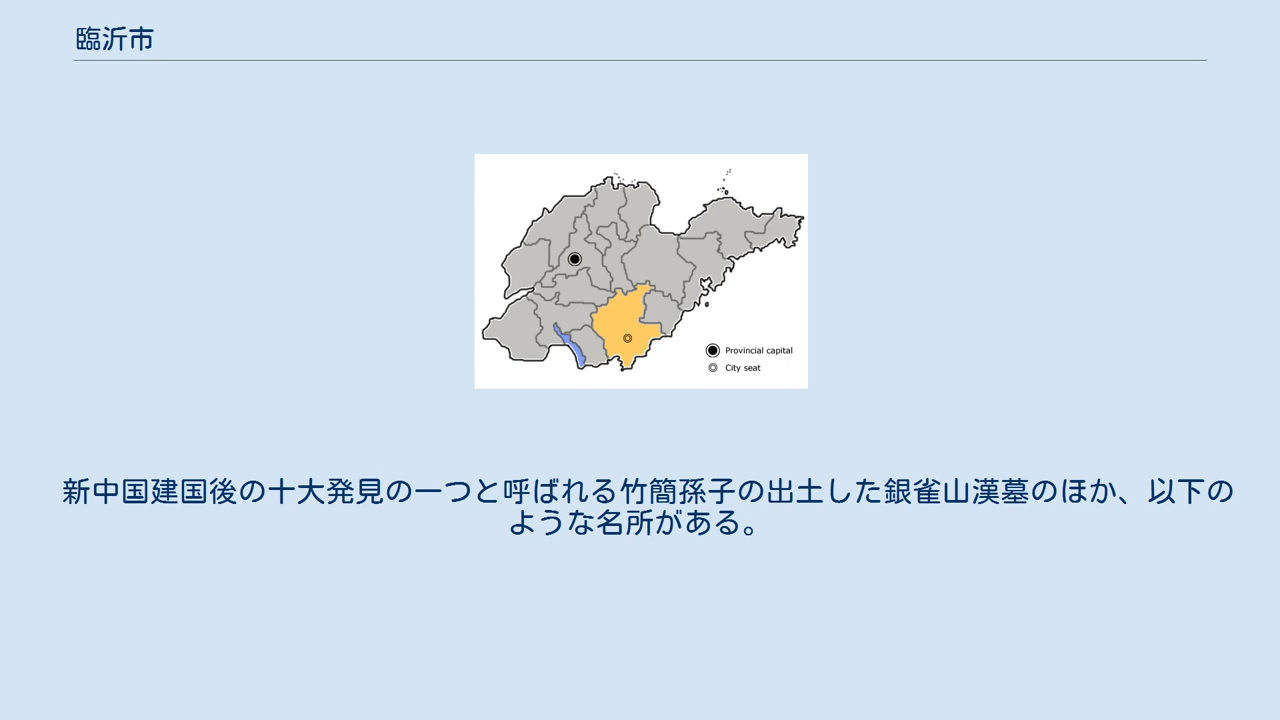 臨沂市
Provincial capital
City seat
新中国建国後の十大発見の一つと呼ばれる竹簡孫子の出土した銀雀山漢墓のほか、以下の
ような名所がある。